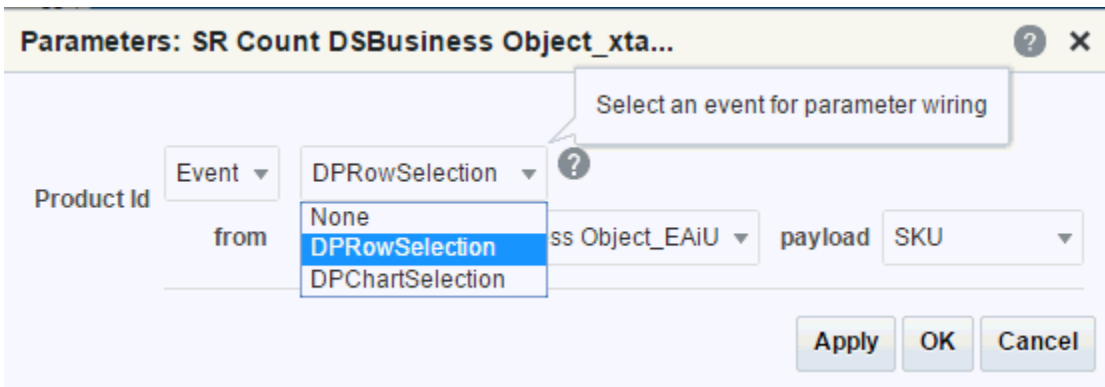 Parameters: SR Count DSBusiness Object_xta...
Select an event for parameter wiring
Product Id
Event
DPRowSelection
None
DPRowSelection
DPChartSelection
from
ss Object_EAiU
payload
SKU
Apply
OK
Cancel